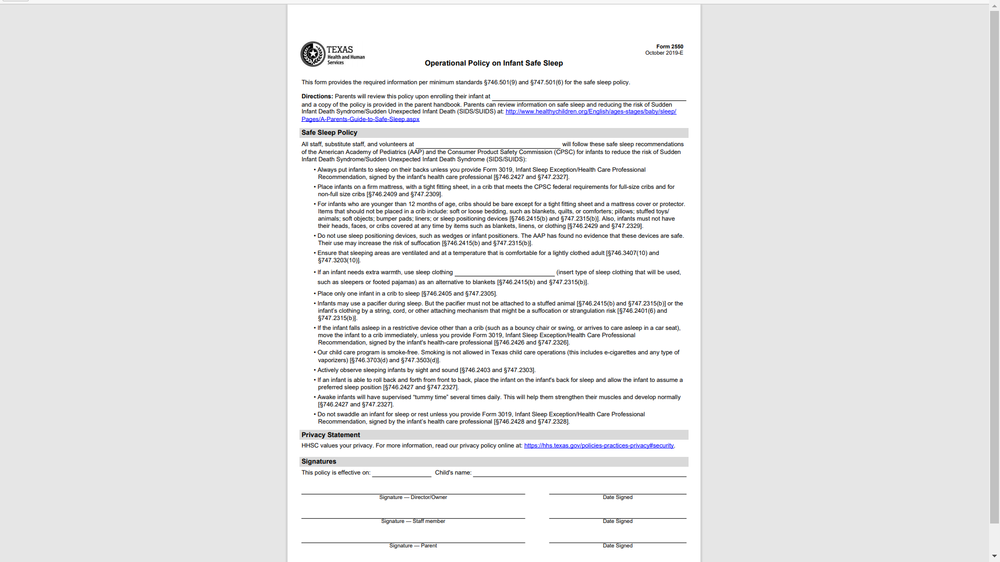 TEXAS
Health and Human
Services
Form 2550
October 2019-E
Operational Policy on Infant Safe Sleep
This form provides the required information per minimum standards §746.501(9) and §747.501(6) for the safe sleep policy.
Directions: Parents will review this policy upon enrolling their infant at
and a copy of the policy is provided in the parent handbook. Parents can review information on safe sleep and reducing the risk of Sudden
Infant Death Syndrome/Sudden Unexpected Infant Death (SIDS/SUIDS) at: http://www.healthychildren.org/English/ages-stages/baby/sleep/
Pages/A-Parents-Guide-to-Safe-Sleep.aspx
Safe Sleep Policy
All staff, substitute staff, and volunteers at will follow these safe sleep recommendations
of the American Academy of Pediatrics (AAP) and the Consumer Product Safety Commission (CPSC) for infants to reduce the risk of Sudden
Infant Death Syndrome/Sudden Unexpected Infant Death Syndrome (SIDS/SUIDS):
• Always put infants to sleep on their backs unless you provide Form 3019, Infant Sleep Exception/Health Care Professional
Recommendation, signed by the infant's health care professional [§746.2427 and §747.2327].
• Place infants on a firm mattress, with a tight fitting sheet, in a crib that meets the CPSC federal requirements for full-size cribs and for
non-full size cribs [§746.2409 and §747.2309].
• For infants who are younger than 12 months of age, cribs should be bare except for a tight fitting sheet and a mattress cover or protector.
Items that should not be placed in a crib include: soft or loose bedding, such as blankets, quilts, or comforters; pillows; stuffed toys/
animals; soft objects; bumper pads; liners; or sleep positioning devices [§746.2415(b) and §747.2315(b)]. Also, infants must not have
their heads, faces, or cribs covered at any time by items such as blankets, linens, or clothing [§746.2429 and §747.2329].
• Do not use sleep positioning devices, such as wedges or infant positioners. The AAP has found no evidence that these devices are safe.
Their use may increase the risk of suffocation [§746.2415(b) and §747.2315(b)].
• Ensure that sleeping areas are ventilated and at a temperature that is comfortable for a lightly clothed adult [§746.3407(10) and
§747.3203(10)].
• If an infant needs extra warmth, use sleep clothing (insert type of sleep clothing that will be used,
such as sleepers or footed pajamas) as an alternative to blankets [§746.2415(b) and §747.2315(b)].
• Place only one infant in a crib to sleep [§746.2405 and §747.2305].
• Infants may use a pacifier during sleep. But the pacifier must not be attached to a stuffed animal [§746.2415(b) and §747.2315(b)] or the
infant's clothing by a string, cord, or other attaching mechanism that might be a suffocation or strangulation risk [§746.2401(6) and
§747.2315(b)].
• If the infant falls asleep in a restrictive device other than a crib (such as a bouncy chair or swing, or arrives to care asleep in a car seat),
move the infant to a crib immediately, unless you provide Form 3019, Infant Sleep Exception/Health Care Professional
Recommendation, signed by the infant's health-care professional [§746.2426 and §747.2326].
• Our child care program is smoke-free. Smoking is not allowed in Texas child care operations (this includes e-cigarettes and any type of
vaporizers) [§746.3703(d) and §747.3503(d)].
• Actively observe sleeping infants by sight and sound [§746.2403 and §747.2303].
• If an infant is able to roll back and forth from front to back, place the infant on the infant's back for sleep and allow the infant to assume a
preferred sleep position [§746.2427 and §747.2327].
• Awake infants will have supervised “tummy time” several times daily. This will help them strengthen their muscles and develop normally
[§746.2427 and §747.2327].
• Do not swaddle an infant for sleep or rest unless you provide Form 3019, Infant Sleep Exception/Health Care Professional
Recommendation, signed by the infant's health care professional [§746.2428 and §747.2328].
Privacy Statement
HHSC values your privacy. For more information, read our privacy policy online at: https://hhs.texas.gov/policies-practices-privacy#security.
Signatures
This policy is effective on: Child's name:
Signature — Director/Owner Date Signed
Signature — Staff member Date Signed
Signature — Parent Date Signed